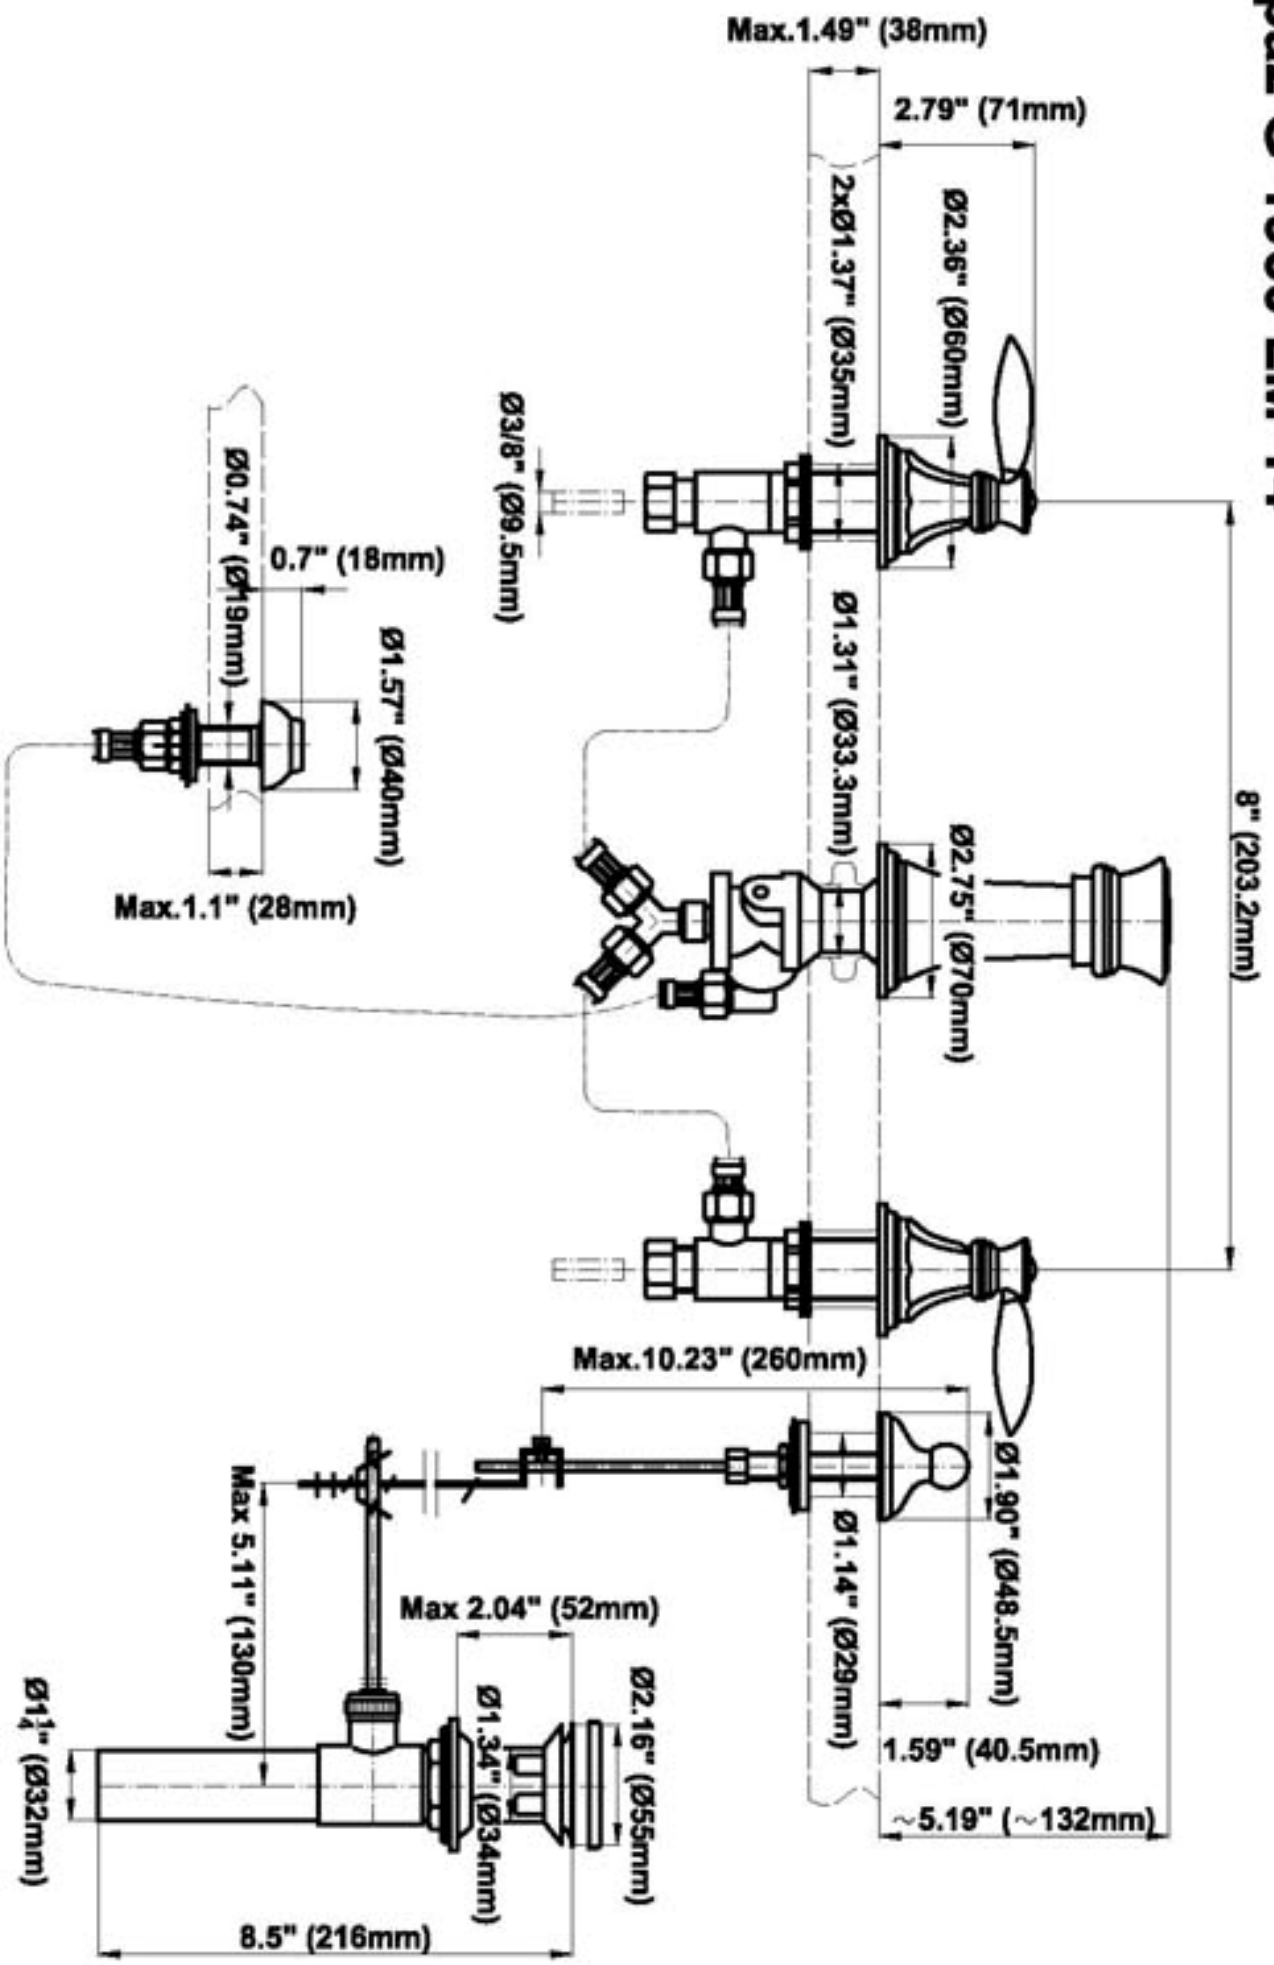 Max.1.49" (38mm)
2.79" (71mm)
2xØ1.37" (Ø35mm)
Ø2.36" (Ø60mm)
Ø3/8" (Ø9.5mm)
Ø0.74" (Ø19mm)
0.7" (18mm)
Ø1.57" (Ø40mm)
Max.1.1" (28mm)
Ø1.31" (Ø33.3mm)
Ø2.75" (Ø70mm)
8" (203.2mm)
Max.10.23" (260mm)
Ø1.90" (Ø48.5mm)
Ø1.14" (Ø29mm)
1.59" (40.5mm)
~5.19" (~132mm)
Max 5.11" (130mm)
Max 2.04" (52mm)
Ø1.34" (Ø34mm)
Ø2.16" (Ø55mm)
Ø1¼" (Ø32mm)
8.5" (216mm)